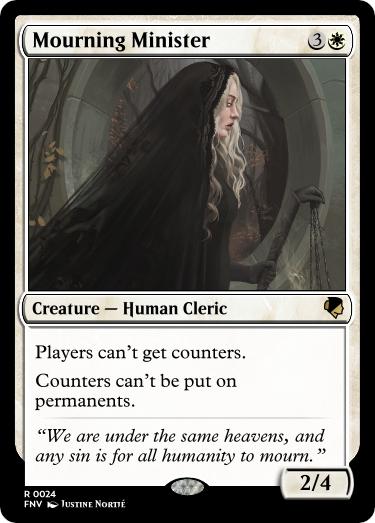 Mourning Minister 3
Creature — Human Cleric
Players can't get counters.
Counters can't be put on
permanents.
“We are under the same heavens, and
any sin is for all humanity to mourn.”
2/4
R 0024
FNV Justine Nortjé